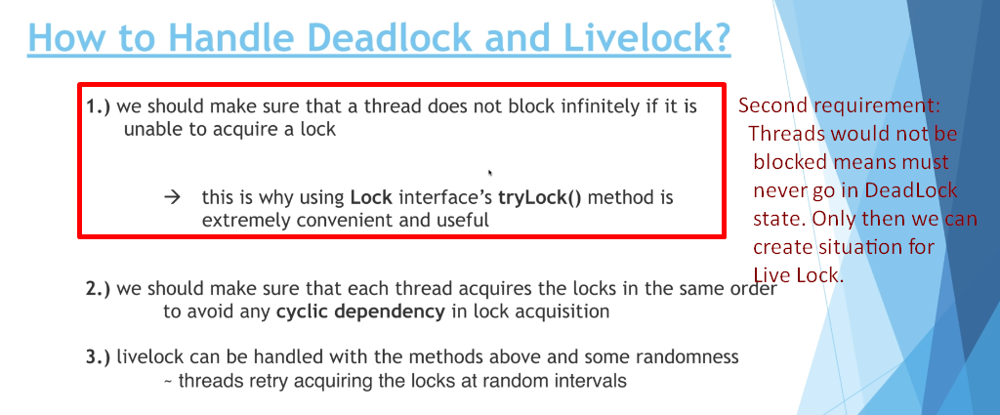 How to Handle Deadlock and Livelock?
1.) we should make sure that a thread does not block infinitely if it is
unable to acquire a lock
→ this is why using Lock interface's tryLock() method is
extremely convenient and useful
2.) we should make sure that each thread acquires the locks in the same order
to avoid any cyclic dependency in lock acquisition
3.) livelock can be handled with the methods above and some randomness
~ threads retry acquiring the locks at random intervals
Second requirement:
Threads would not be
blocked means must
never go in DeadLock
state. Only then we can
create situation for
Live Lock.